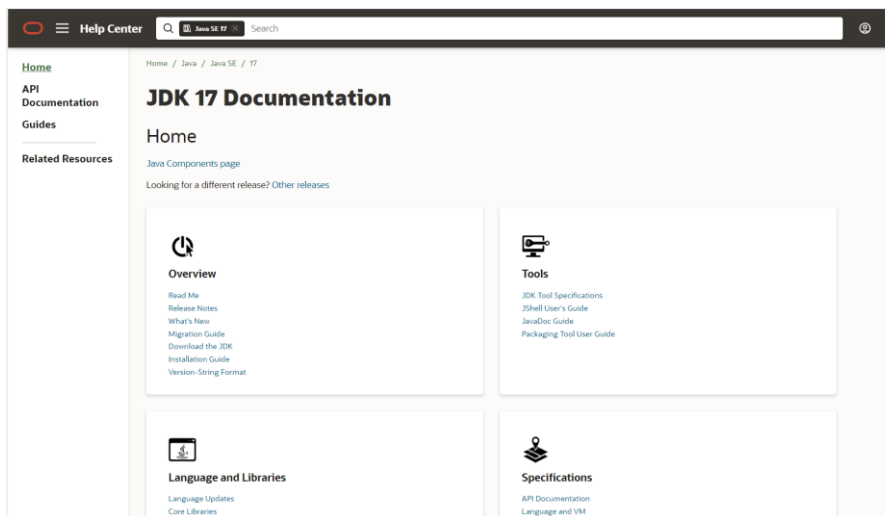 Help Center
Java SE 17
Search
Home
API
Documentation
Guides
Related Resources
Home / Java / Java SE / 17
JDK 17 Documentation
Home
Java Components page
Looking for a different release? Other releases
Overview
Read Me
Release Notes
What's New
Migration Guide
Download the JDK
Installation Guide
Version-String Format
Tools
JDK Tool Specifications
JShell User's Guide
JavaDoc Guide
Packaging Tool User Guide
Language and Libraries
Language Updates
Core Libraries
Specifications
API Documentation
Language and VM